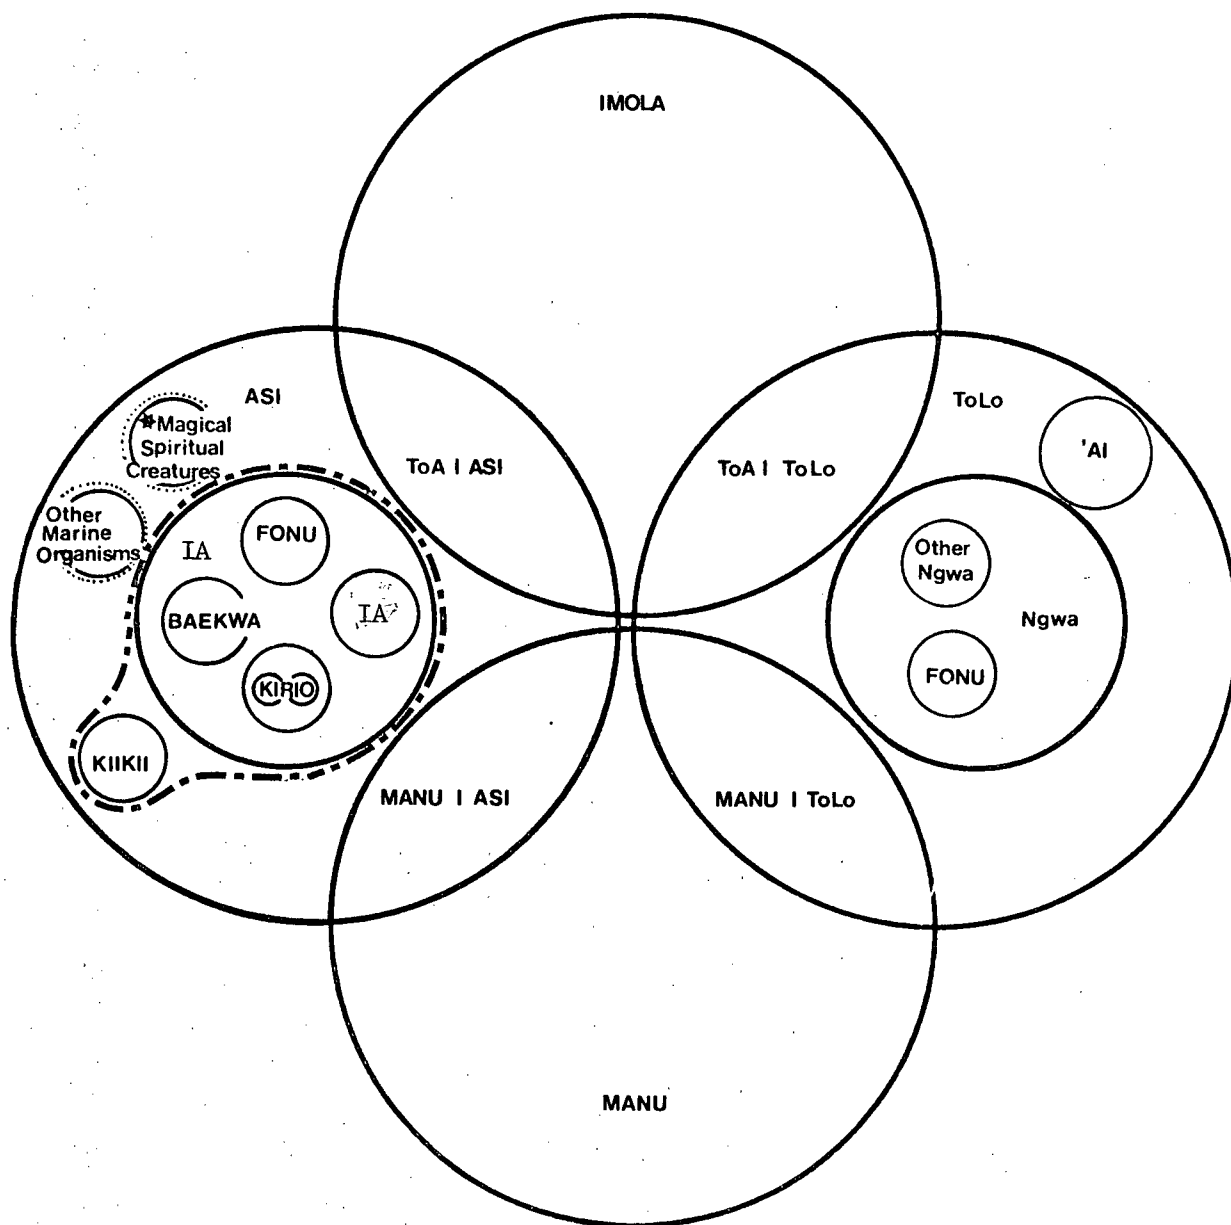 IMOLA
ASI
ToLo
*Magical
Spiritual
Creatures
'AI
ToA I ASI
ToA I ToLo
Other
Marine
Organisms
IA
FONU
Other
Ngwa
BAEKWA
IA
Ngwa
KIRIO
FONU
KIIKII
MANU I ASI
MANU I ToLo
MANU